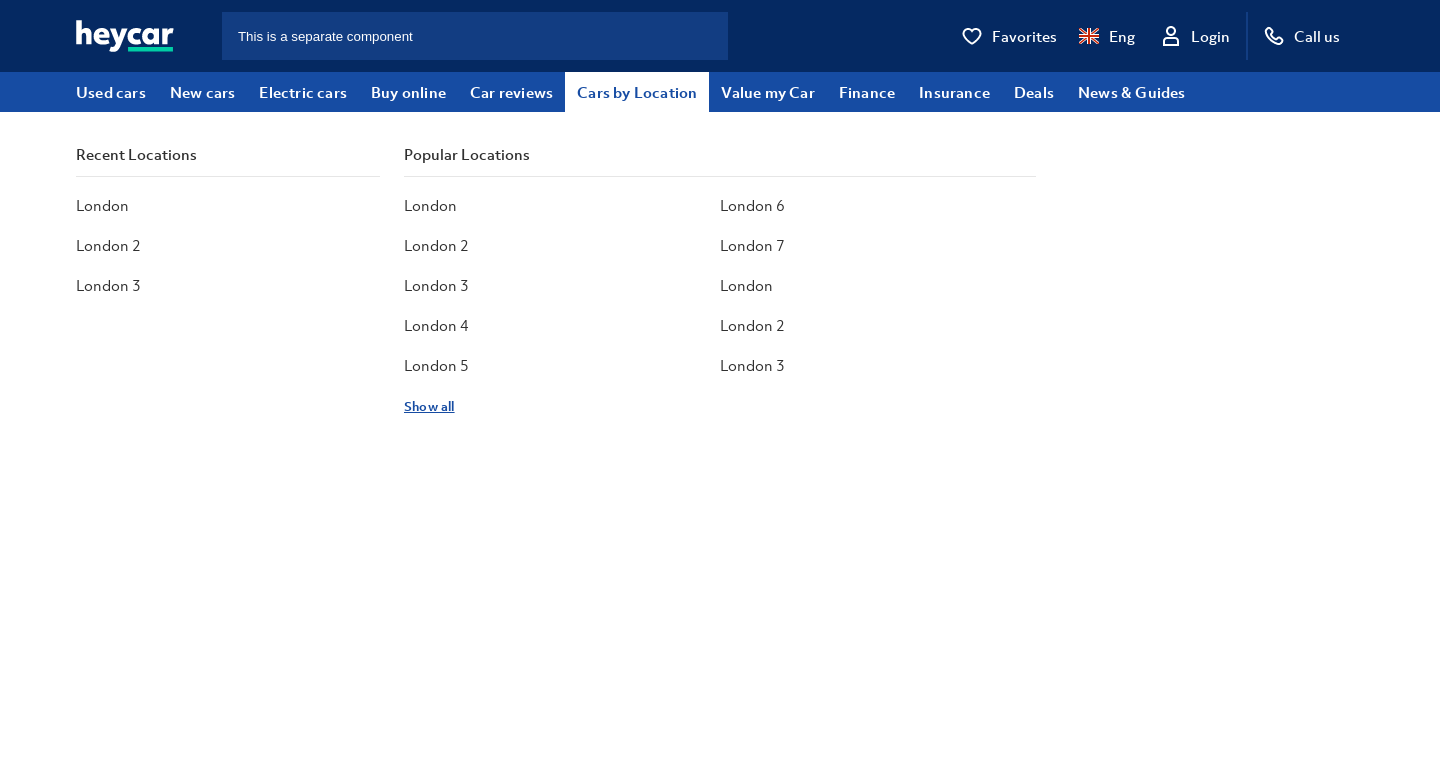 heycar
This is a separate component
Favorites
Eng
Login
Call us
Used cars
New cars
Electric cars
Buy online
Car reviews
Cars by Location
Value my Car
Finance
Insurance
Deals
News & Guides
Recent Locations
London
London 2
London 3
Popular Locations
London
London 2
London 3
London 4
London 5
London 6
London 7
London
London 2
London 3
Show all